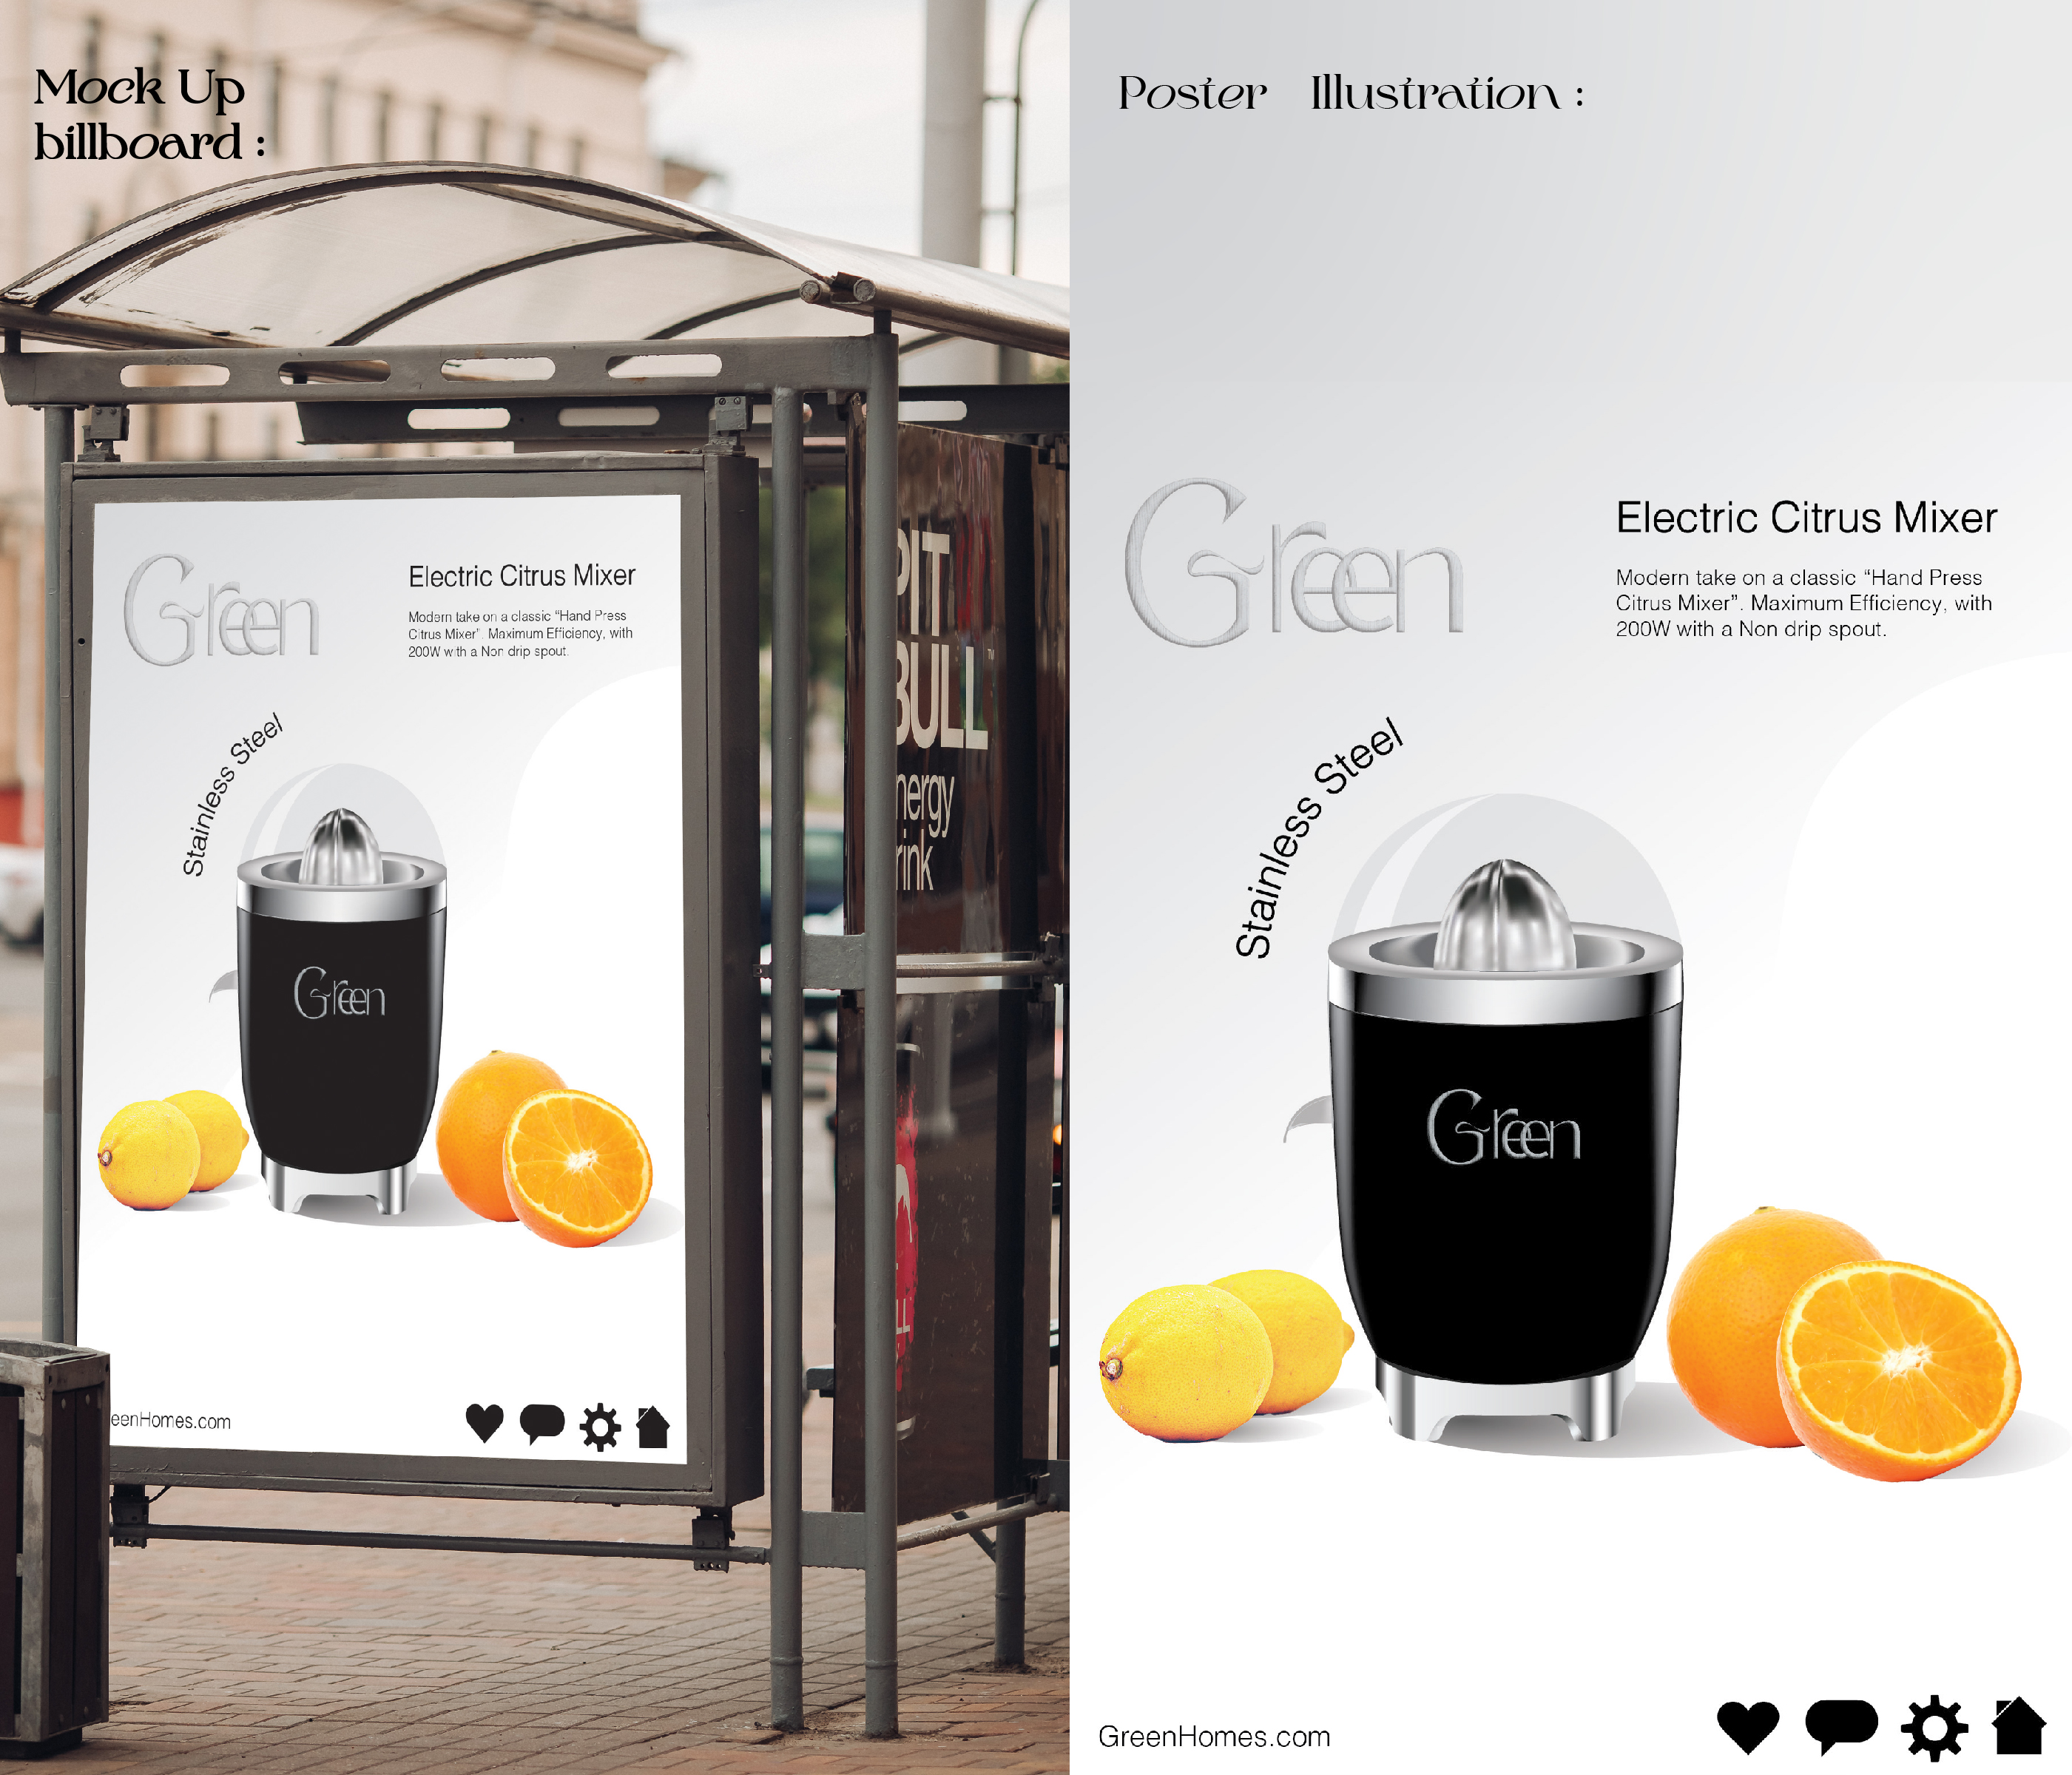 Mock Up
billboard :
Green
Electric Citrus Mixer
Modern take on a classic “Hand Press
Citrus Mixer”. Maximum Efficiency, with
200W with a Non drip spout.
Stainless Steel
Green
eenHomes.com
PIT
BULL™
nergy
rink
Poster Illustration :
Green
Electric Citrus Mixer
Modern take on a classic “Hand Press
Citrus Mixer”. Maximum Efficiency, with
200W with a Non drip spout.
Stainless Steel
Green
GreenHomes.com